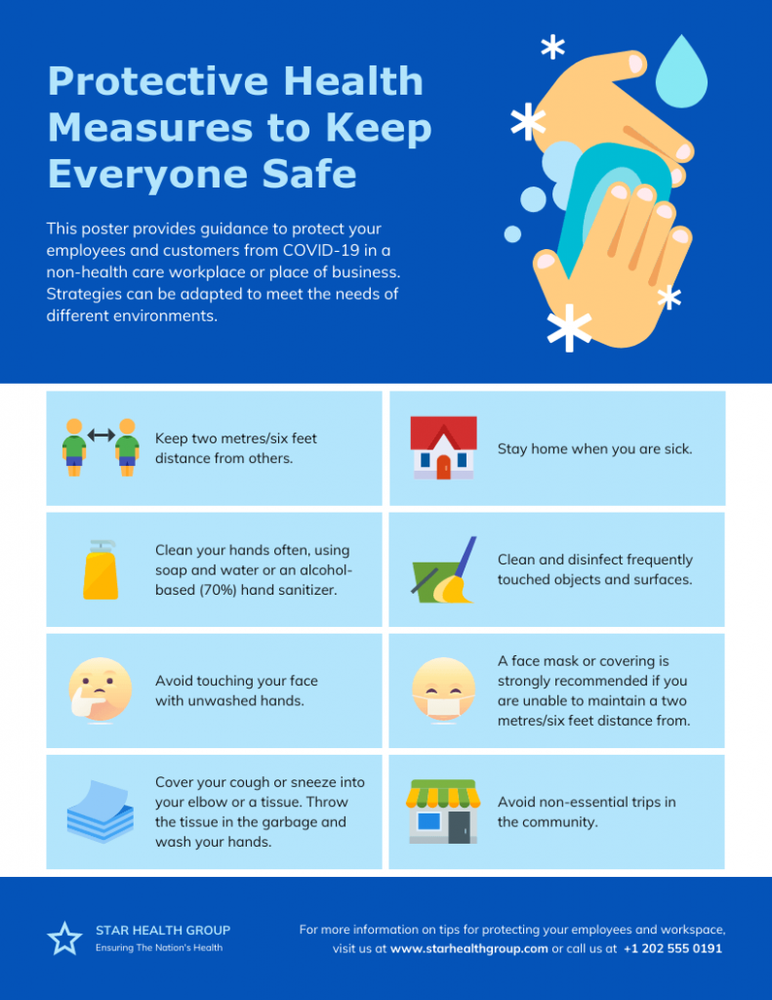 Protective Health
Measures to Keep
Everyone Safe
This poster provides guidance to protect your
employees and customers from COVID-19 in a
non-health care workplace or place of business.
Strategies can be adapted to meet the needs of
different environments.
Keep two metres/six feet
distance from others.
Stay home when you are sick.
Clean your hands often, using
soap and water or an alcohol-
based (70%) hand sanitizer.
Clean and disinfect frequently
touched objects and surfaces.
Avoid touching your face
with unwashed hands.
A face mask or covering is
strongly recommended if you
are unable to maintain a two
metres/six feet distance from.
Cover your cough or sneeze into
your elbow or a tissue. Throw
the tissue in the garbage and
wash your hands.
Avoid non-essential trips in
the community.
STAR HEALTH GROUP
Ensuring The Nation's Health
For more information on tips for protecting your employees and workspace,
visit us at www.starhealthgroup.com or call us at +1 202 555 0191